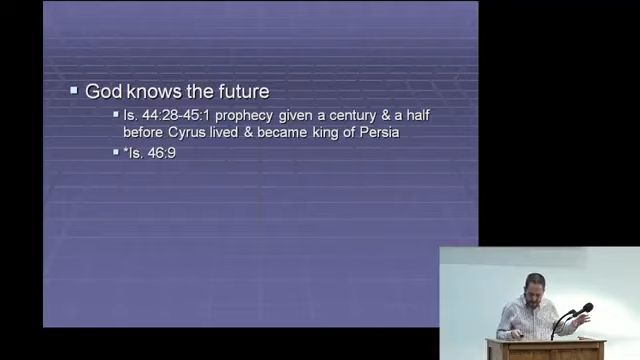 God knows the future
Is. 44:28-45:1 prophecy given a century & a half
before Cyrus lived & became king of Persia
*Is. 46:9